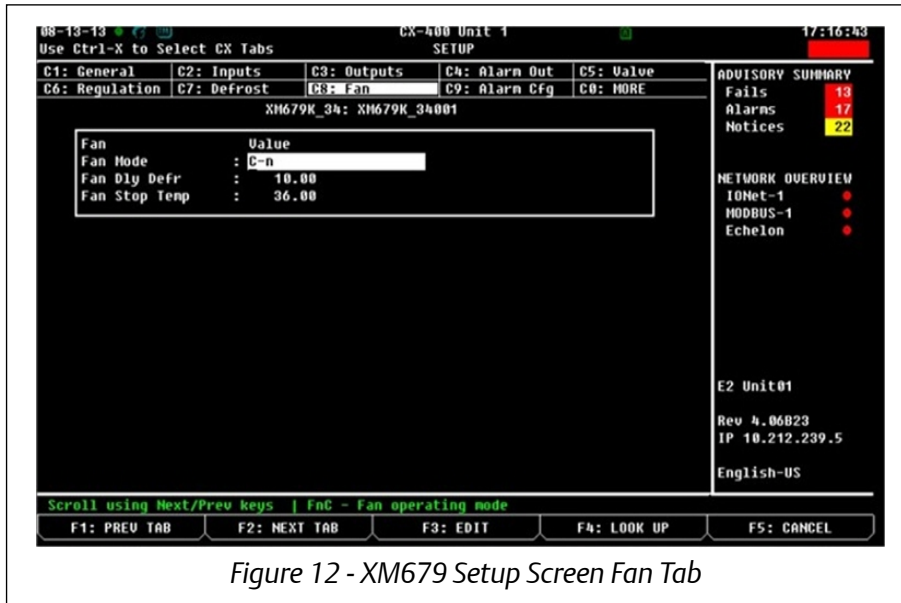 08-13-13 CX-400 Unit 1 17:16:43
Use Ctrl-X to Select CX Tabs SETUP
C1: General C2: Inputs C3: Outputs C4: Alarm Out C5: Value
C6: Regulation C7: Defrost C8: Fan C9: Alarm Cfg C0: MORE
XM679K_34: XM679K_34001
Fan Value
Fan Mode : C-n
Fan Dly Defr : 10.00
Fan Stop Temp : 36.00
ADVISORY SUMMARY
Fails 13
Alarms 17
Notices 22
NETWORK OVERVIEW
IONet-1
MODBUS-1
Echelon
E2 Unit01
Rev 4.06B23
IP 10.212.239.5
English-US
Scroll using Next/Prev keys | FnC - Fan operating mode
F1: PREV TAB F2: NEXT TAB F3: EDIT F4: LOOK UP F5: CANCEL
Figure 12 - XM679 Setup Screen Fan Tab